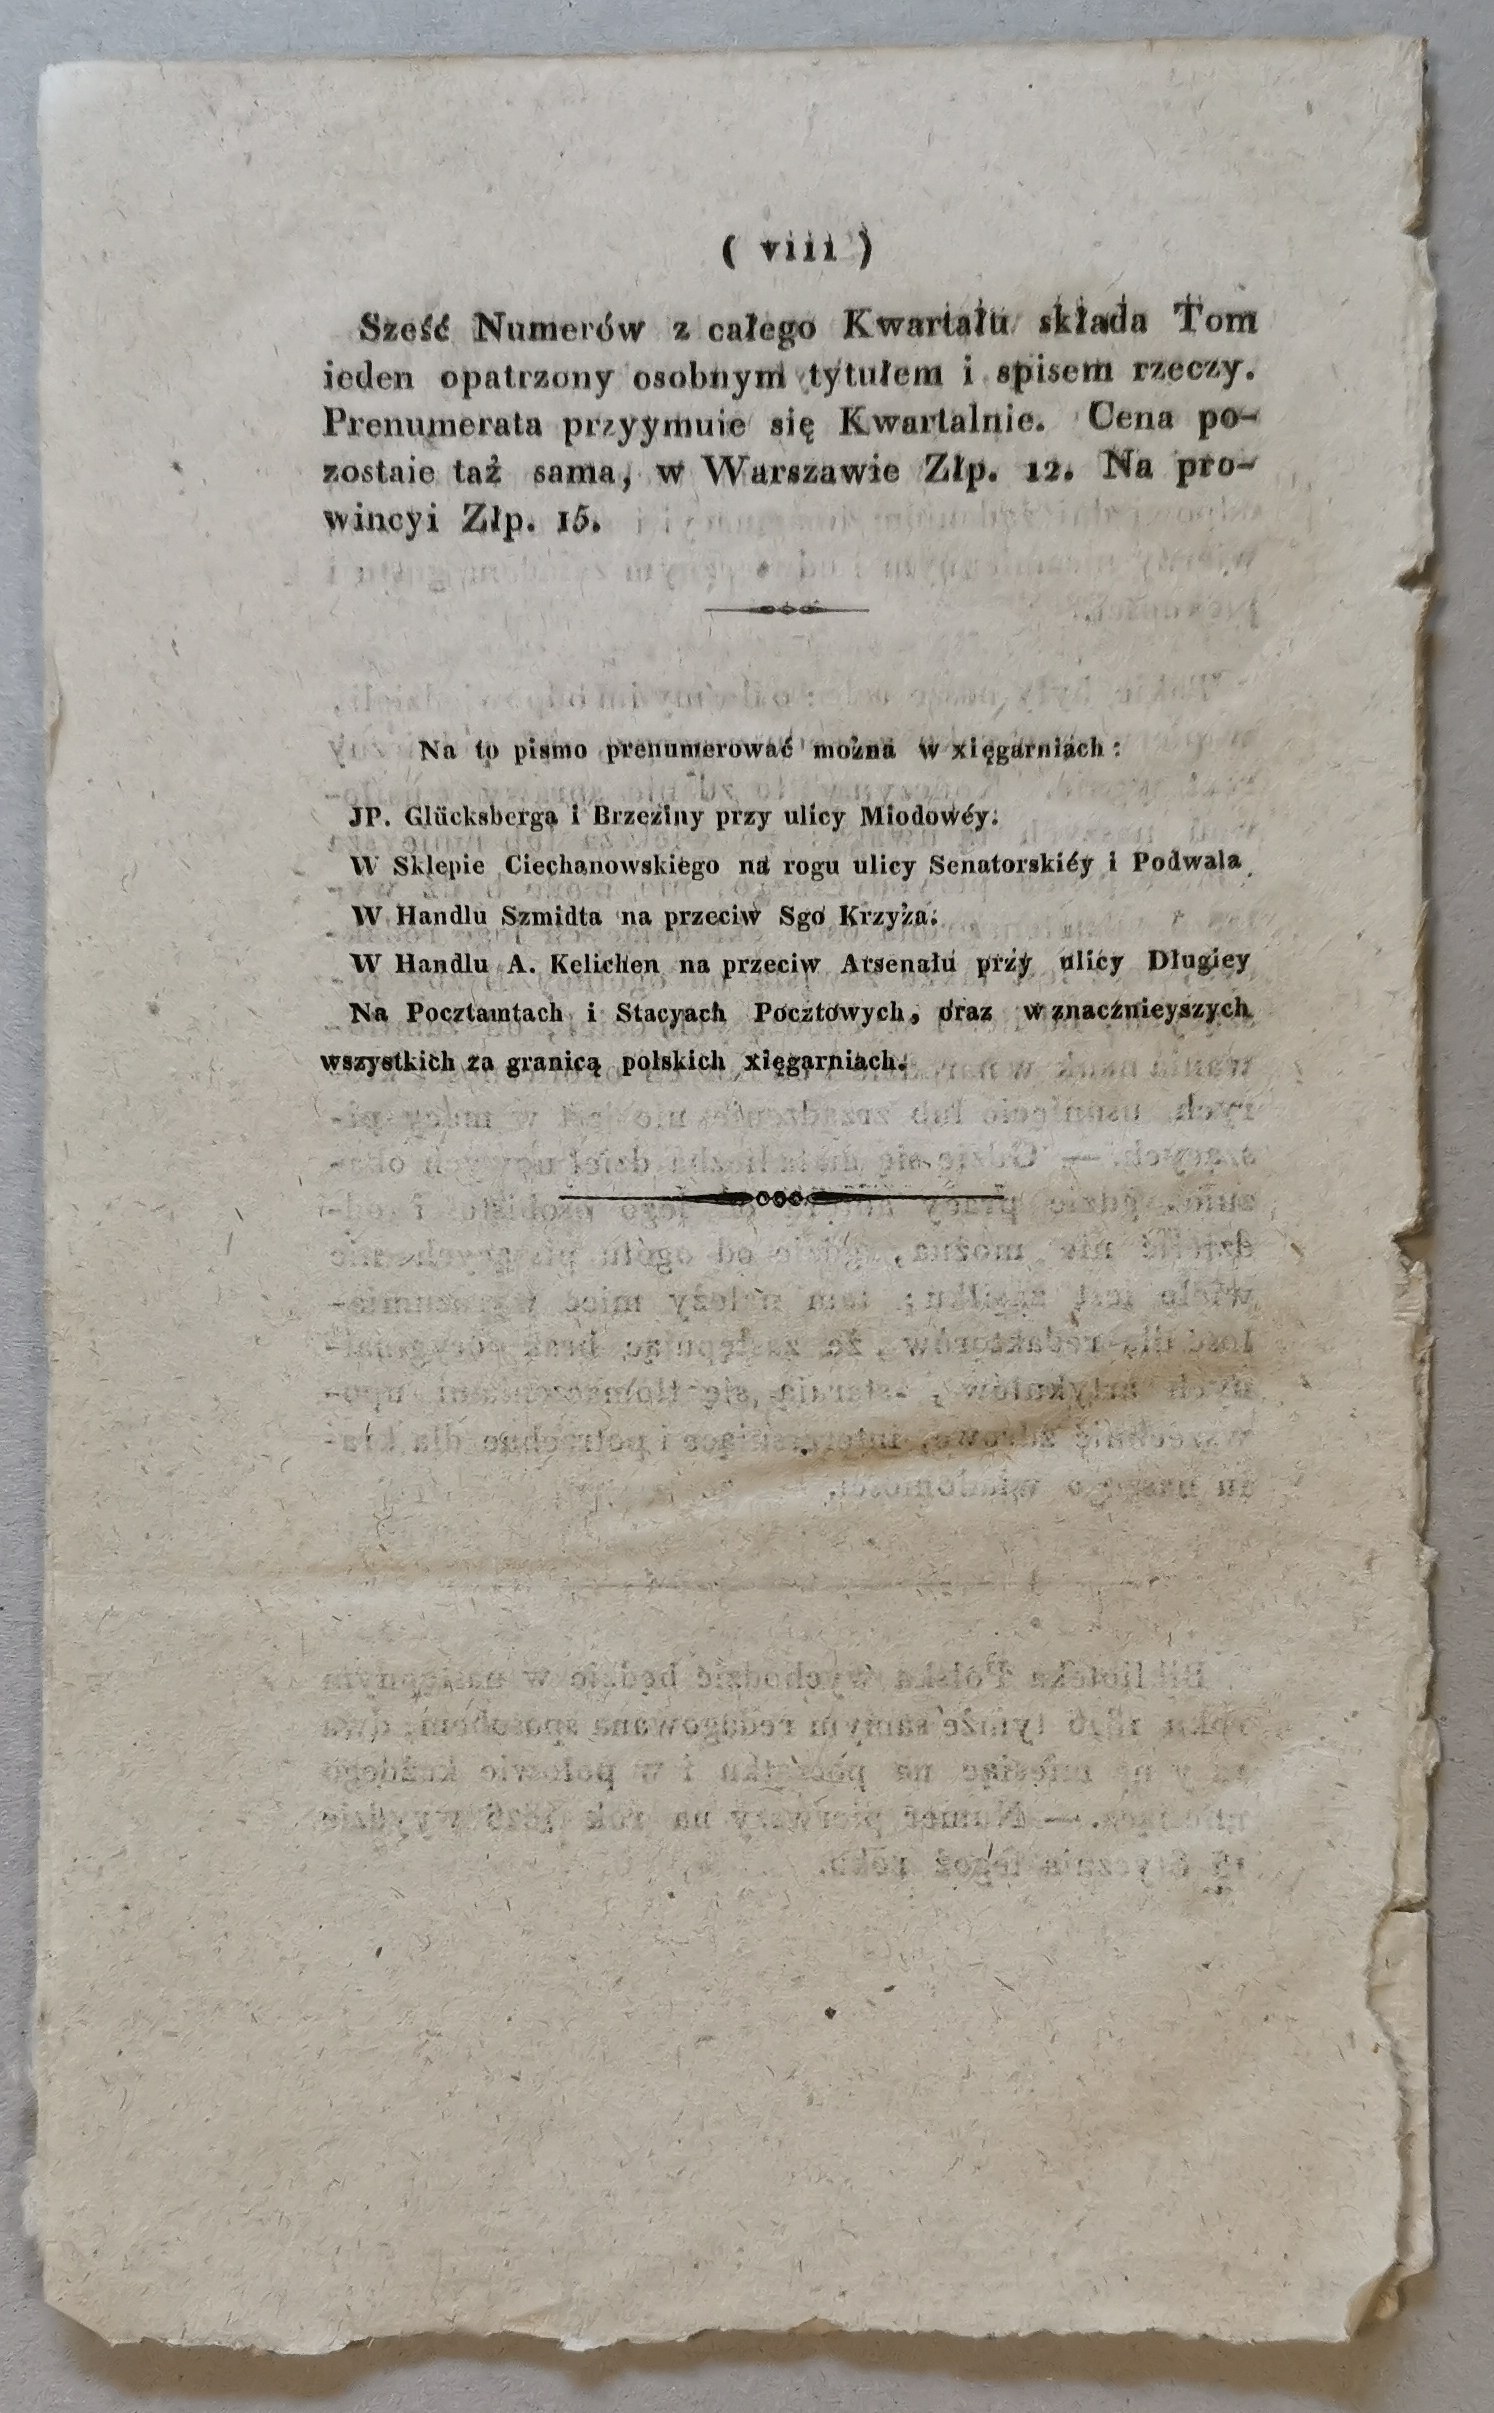 ( viii )
Sześć Numerów z całego Kwartału składa Tom
ieden opatrzony osobnym tytułem i spisem rzeczy.
Prenumerata przyymuie się Kwartalnie. Cena po-
zostaie taż sama, w Warszawie Złp. 12. Na pro-
wincyi Złp. 15.
Na to pismo prenumerować można w xięgarniach:
JP. Glücksberga i Brzeziny przy ulicy Miodowéy.
W Sklepie Ciechanowskiego na rogu ulicy Senatorskiéy i Podwala.
W Handlu Szmidta na przeciw Sgo Krzyża.
W Handlu A. Kelichen na przeciw Arsenału przy ulicy Długiey
Na Pocztamtach i Stacyach Pocztowych, oraz w znacznieyszych
wszystkich za granicą polskich xięgarniach.